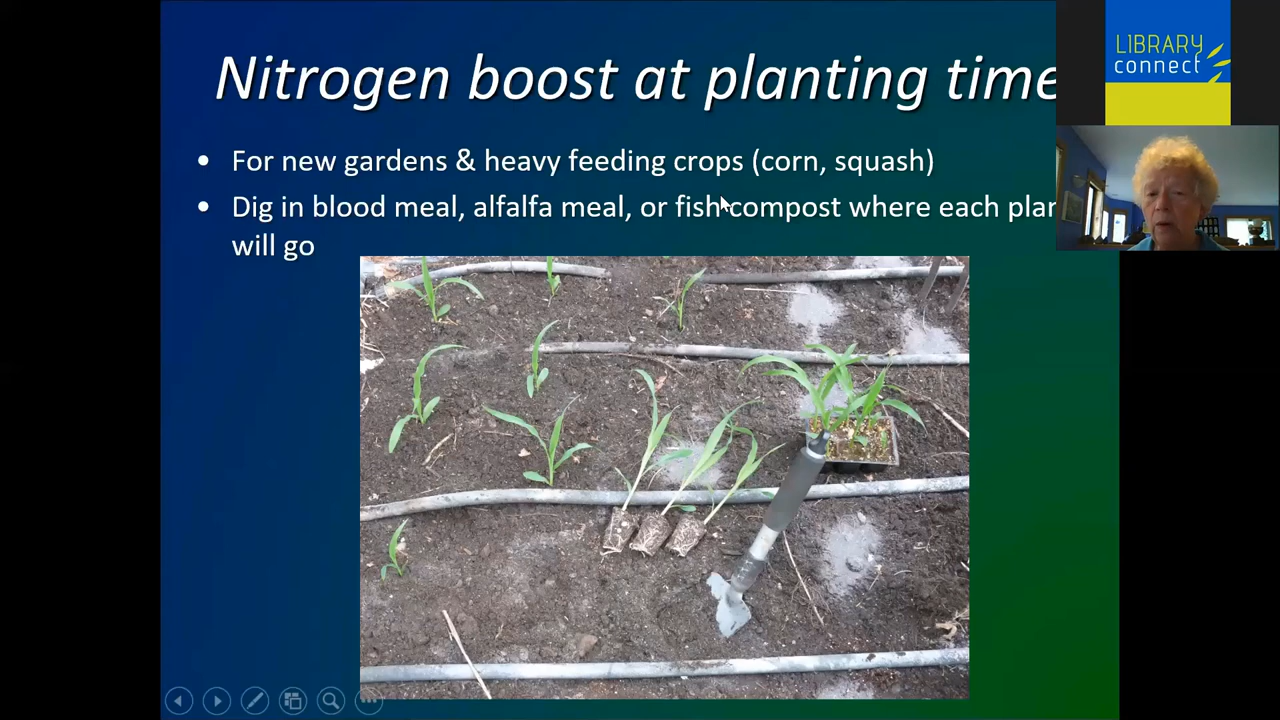 Nitrogen boost at planting time
• For new gardens & heavy feeding crops (corn, squash)
• Dig in blood meal, alfalfa meal, or fish compost where each
will go
LIBRARY
connect